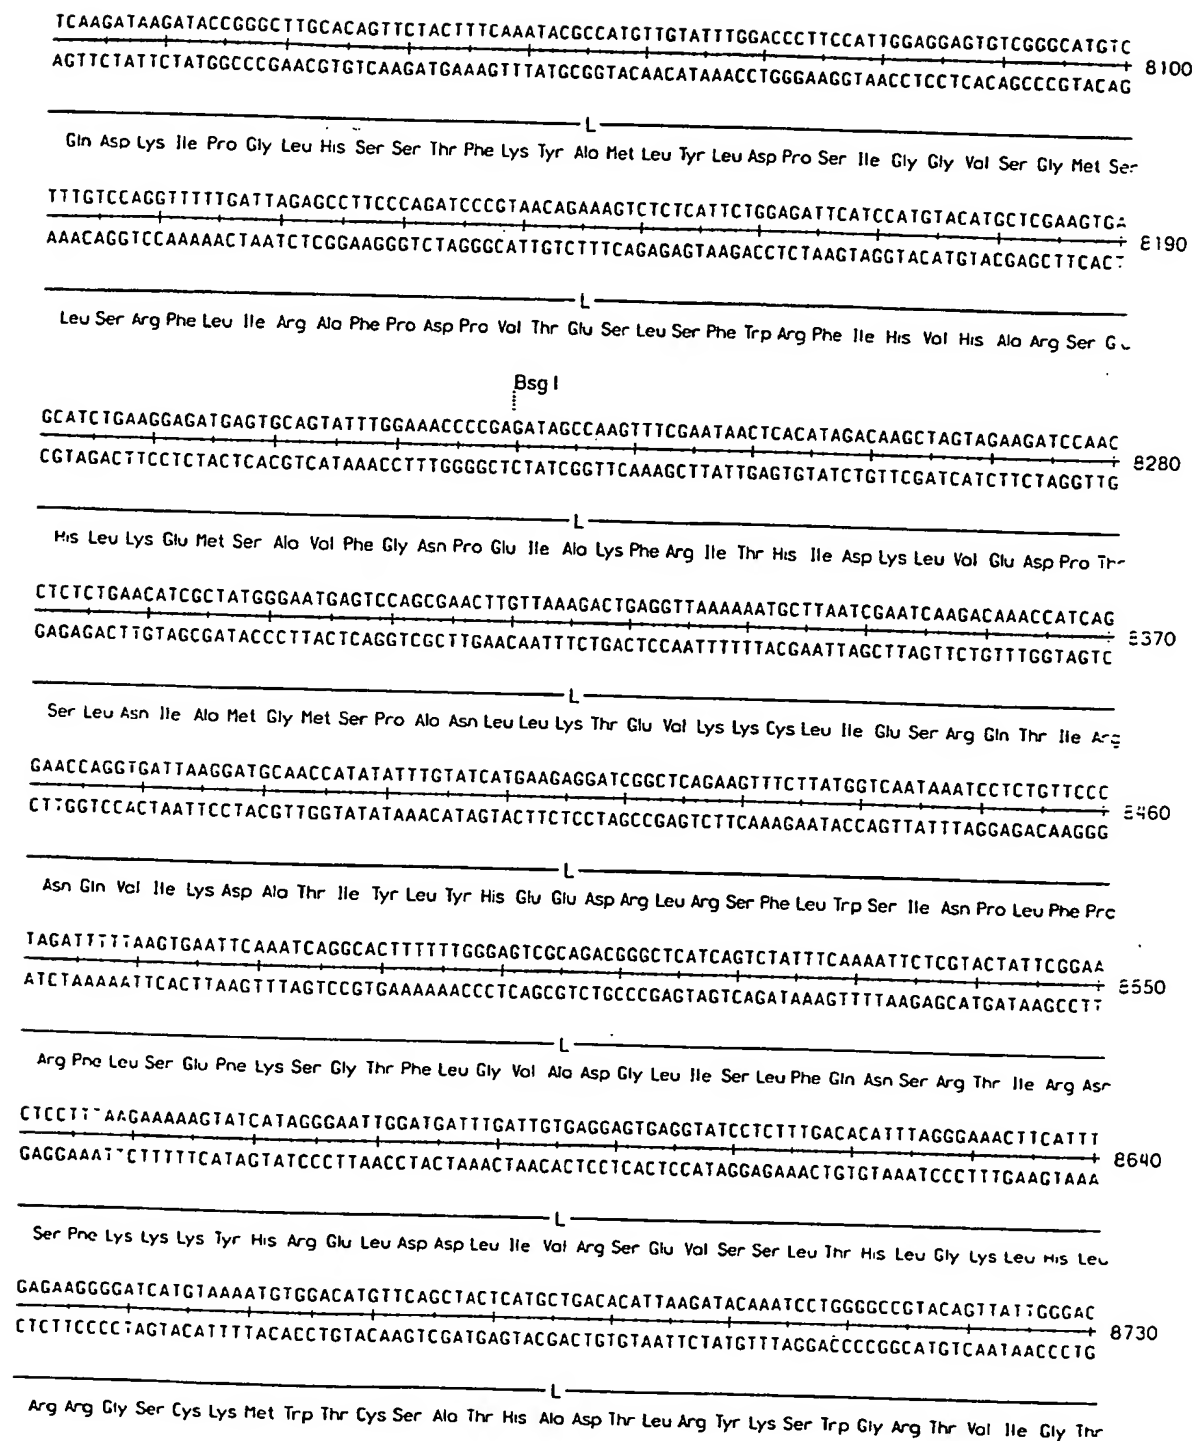 TCAAGATAAGATACCGGGCTTGCACAGTTCTACTTTCAAATACGCCATGTTGTATTTGGACCCTTCCATTGGAGGAGTGTCGGGCATGTC
8100
AGTTCTATTCTATGGCCCGAACGTGTCAAGATGAAAGTTTATGCGGTACAACATAAACCTGGGAAGGTAACCTCCTCACAGCCCGTACAG
L
Gln Asp Lys Ile Pro Gly Leu His Ser Ser Thr Phe Lys Tyr Ala Met Leu Tyr Leu Asp Pro Ser Ile Gly Gly Val Ser Gly Met Ser
TTTGTCCAGGTTTTTGATTAGAGCCTTCCCAGATCCCGTAACAGAAAGTCTCTCATTCTGGAGATTCATCCATGTACATGCTCGAAGTGA
8190
AAACAGGTCCAAAAACTAATCTCGGAAGGGTCTAGGGCATTGTCTTTCAGAGAGTAAGACCTCTAAGTAGGTACATGTACGAGCTTCACT
L
Leu Ser Arg Phe Leu Ile Arg Ala Phe Pro Asp Pro Val Thr Glu Ser Leu Ser Phe Trp Arg Phe Ile His Val His Ala Arg Ser
Bsg I
GCATCTGAAGGAGATGAGTGCAGTATTTGGAAACCCCGAGATAGCCAAGTTTCGAATAACTCACATAGACAAGCTAGTAGAAGATCCAAC
8280
CGTAGACTTCCTCTACTCACGTCATAAACCTTTGGGGCTCTATCGGTTCAAAGCTTATTGAGTGTATCTGTTCGATCATCTTCTAGGTTG
L
His Leu Lys Glu Met Ser Ala Val Phe Gly Asn Pro Glu Ile Ala Lys Phe Arg Ile Thr His Ile Asp Lys Leu Val Glu Asp Pro Thr
CTCTCTGAACATCGCTATGGGAATGAGTCCAGCGAACTTGTTAAAGACTGAGGTTAAAAAATGCTTAATCGAATCAAGACAAACCATCAG
8370
GAGAGACTTGTAGCGATACCCTTACTCAGGTCGCTTGAACAATTTCTGACTCCAATTTTTTACGAATTAGCTTAGTTCTGTTTGGTAGTC
L
Ser Leu Asn Ile Ala Met Gly Met Ser Pro Ala Asn Leu Leu Lys Thr Glu Val Lys Lys Cys Leu Ile Glu Ser Arg Gln Thr Ile Arg
GAACCAGGTGATTAAGGATGCAACCATATATTTGTATCATGAAGAGGATCGGCTCAGAAGTTTCTTATGGTCAATAAATCCTCTGTTCCC
8460
CTTGGTCCACTAATTCCTACGTTGGTATATAAACATAGTACTTCTCCTAGCCGAGTCTTCAAAGAATACCAGTTATTTAGGAGACAAGGG
L
Asn Gln Val Ile Lys Asp Ala Thr Ile Tyr Leu Tyr His Glu Glu Asp Arg Leu Arg Ser Phe Leu Trp Ser Ile Asn Pro Leu Phe Pro
TAGATTTTTAAGTGAATTCAAATCAGGCACTTTTTTGGGAGTCGCAGACGGGCTCATCAGTCTATTTCAAAATTCTCGTACTATTCGGAA
8550
ATCTAAAAATTCACTTAAGTTTAGTCCGTGAAAAAACCCTCAGCGTCTGCCCGAGTAGTCAGATAAAGTTTTAAGAGCATGATAAGCCTT
L
Arg Phe Leu Ser Glu Phe Lys Ser Gly Thr Phe Leu Gly Val Ala Asp Gly Leu Ile Ser Leu Phe Gln Asn Ser Arg Thr Ile Arg Asn
CTCCTTTAAGAAAAAGTATCATAGGGAATTGGATGATTTGATTGTGAGGAGTGAGGTATCCTCTTTGACACATTTAGGGAAACTTCATTT
8640
GAGGAAATTCTTTTTCATAGTATCCCTTAACCTACTAAACTAACACTCCTCACTCCATAGGAGAAACTGTGTAAATCCCTTTGAAGTAAA
L
Ser Phe Lys Lys Lys Tyr His Arg Glu Leu Asp Asp Leu Ile Val Arg Ser Glu Val Ser Ser Leu Thr His Leu Gly Lys Leu His Leu
GAGAAGGGGATCATGTAAAATGTGGACATGTTCAGCTACTCATGCTGACACATTAAGATACAAATCCTGGGGCCGTACAGTTATTGGGAC
8730
CTCTTCCCCTAGTACATTTTACACCTGTACAAGTCGATGAGTACGACTGTGTAATTCTATGTTTAGGACCCCGGCATGTCAATAACCCTG
L
Arg Arg Gly Ser Cys Lys Met Trp Thr Cys Ser Ala Thr His Ala Asp Thr Leu Arg Tyr Lys Ser Trp Gly Arg Thr Val Ile Gly Thr